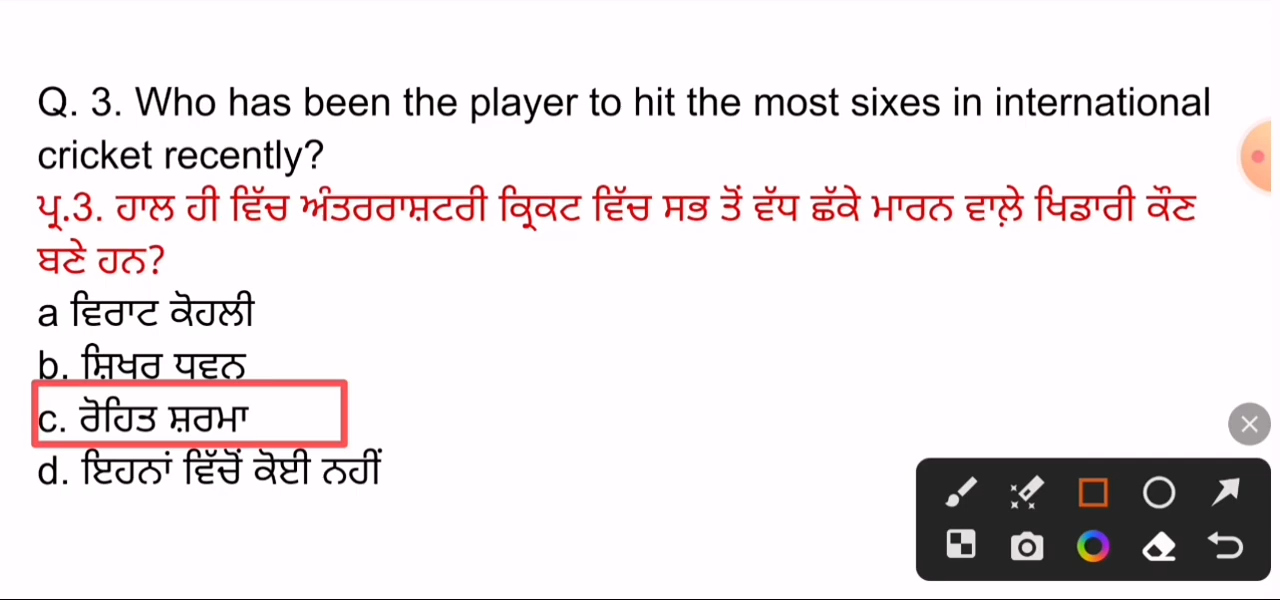 Q. 3. Who has been the player to hit the most sixes in international
cricket recently?
ਪ੍ਰ.3. ਹਾਲ ਹੀ ਵਿੱਚ ਅੰਤਰਰਾਸ਼ਟਰੀ ਕ੍ਰਿਕਟ ਵਿੱਚ ਸਭ ਤੋਂ ਵੱਧ ਛੱਕੇ ਮਾਰਨ ਵਾਲ਼ੇ ਖਿਡਾਰੀ ਕੌਣ
ਬਣੇ ਹਨ?
a ਵਿਰਾਟ ਕੋਹਲੀ
b. ਸ਼ਿਖਰ ਧਵਨ
c. ਰੋਹਿਤ ਸ਼ਰਮਾ
d. ਇਹਨਾਂ ਵਿੱਚੋਂ ਕੋਈ ਨਹੀਂ